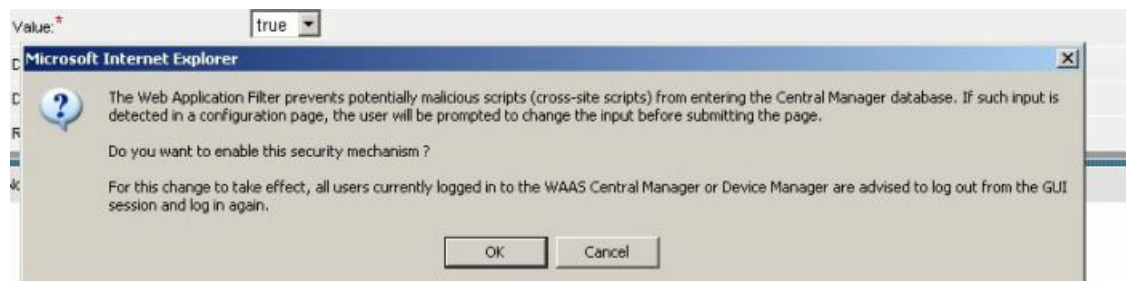 Value:*
true
Microsoft Internet Explorer
The Web Application Filter prevents potentially malicious scripts (cross-site scripts) from entering the Central Manager database. If such input is
detected in a configuration page, the user will be prompted to change the input before submitting the page.
Do you want to enable this security mechanism ?
For this change to take effect, all users currently logged in to the WAAS Central Manager or Device Manager are advised to log out from the GUI
session and log in again.
OK
Cancel